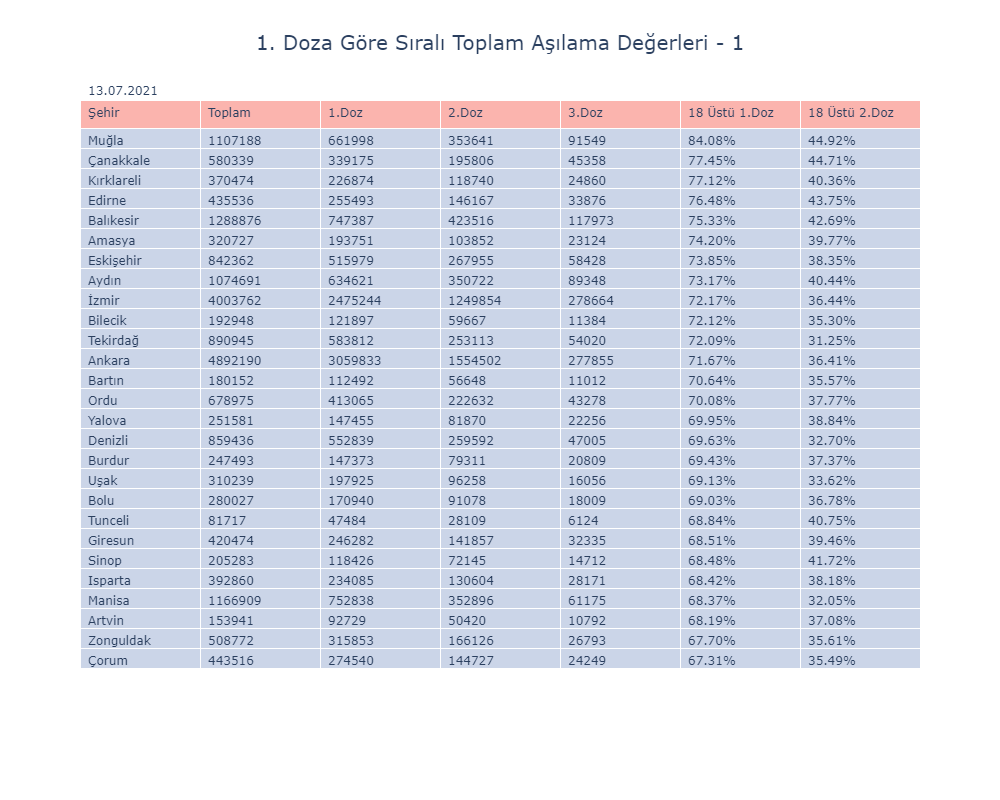 1. Doza Göre Sıralı Toplam Aşılama Değerleri - 1
13.07.2021
Şehir Toplam 1.Doz 2.Doz 3.Doz 18 Üstü 1.Doz 18 Üstü 2.Doz
Muğla 1107188 661998 353641 91549 84.08% 44.92%
Çanakkale 580339 339175 195806 45358 77.45% 44.71%
Kırklareli 370474 226874 118740 24860 77.12% 40.36%
Edirne 435536 255493 146167 33876 76.48% 43.75%
Balıkesir 1288876 747387 423516 117973 75.33% 42.69%
Amasya 320727 193751 103852 23124 74.20% 39.77%
Eskişehir 842362 515979 267955 58428 73.85% 38.35%
Aydın 1074691 634621 350722 89348 73.17% 40.44%
İzmir 4003762 2475244 1249854 278664 72.17% 36.44%
Bilecik 192948 121897 59667 11384 72.12% 35.30%
Tekirdağ 890945 583812 253113 54020 72.09% 31.25%
Ankara 4892190 3059833 1554502 277855 71.67% 36.41%
Bartın 180152 112492 56648 11012 70.64% 35.57%
Ordu 678975 413065 222632 43278 70.08% 37.77%
Yalova 251581 147455 81870 22256 69.95% 38.84%
Denizli 859436 552839 259592 47005 69.63% 32.70%
Burdur 247493 147373 79311 20809 69.43% 37.37%
Uşak 310239 197925 96258 16056 69.13% 33.62%
Bolu 280027 170940 91078 18009 69.03% 36.78%
Tunceli 81717 47484 28109 6124 68.84% 40.75%
Giresun 420474 246282 141857 32335 68.51% 39.46%
Sinop 205283 118426 72145 14712 68.48% 41.72%
Isparta 392860 234085 130604 28171 68.42% 38.18%
Manisa 1166909 752838 352896 61175 68.37% 32.05%
Artvin 153941 92729 50420 10792 68.19% 37.08%
Zonguldak 508772 315853 166126 26793 67.70% 35.61%
Çorum 443516 274540 144727 24249 67.31% 35.49%